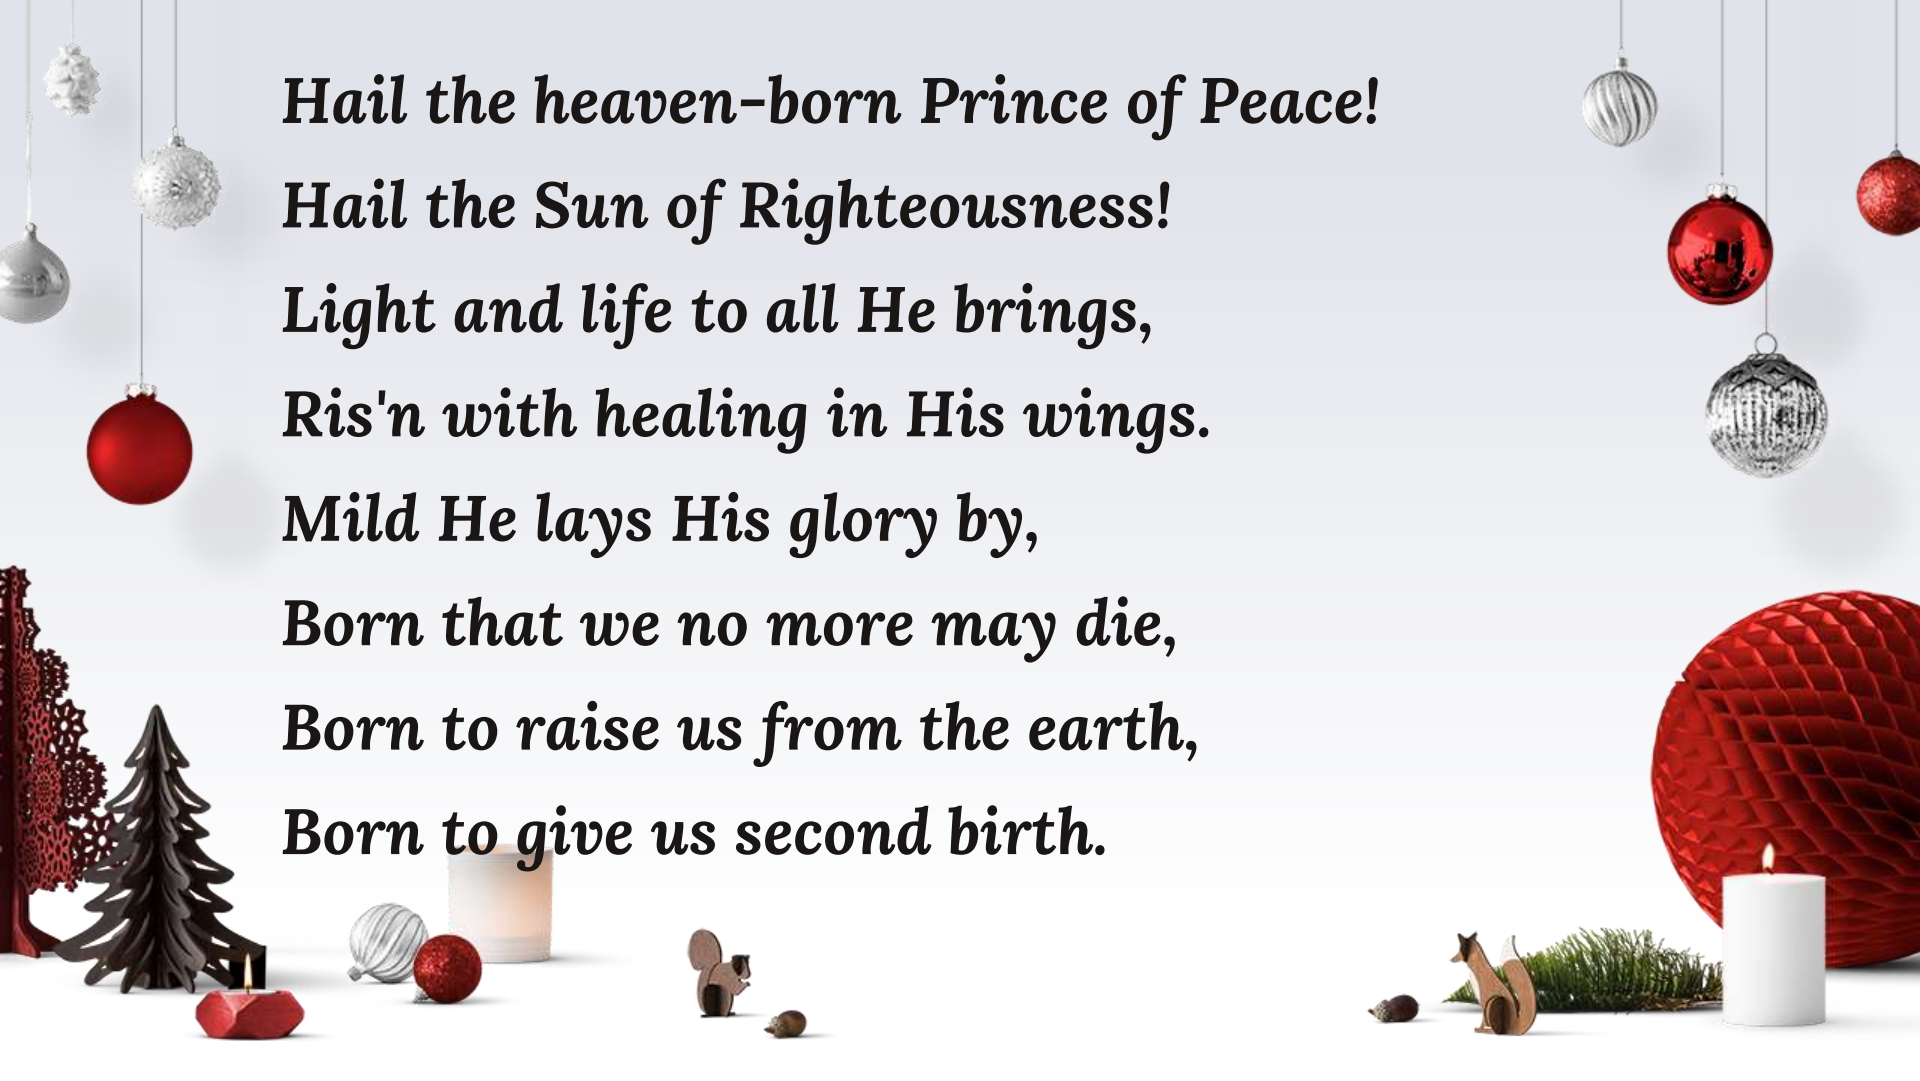 Hail the heaven-born Prince of Peace!
Hail the Sun of Righteousness!
Light and life to all He brings,
Ris'n with healing in His wings.
Mild He lays His glory by,
Born that we no more may die,
Born to raise us from the earth,
Born to give us second birth.